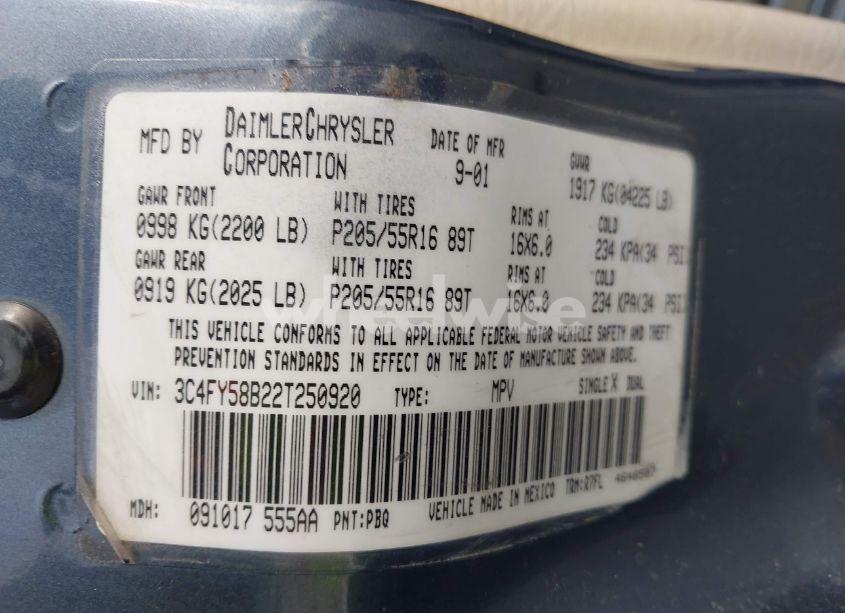 MFD BY DAIMLERCHRYSLER CORPORATION DATE OF MFR 9-01 GVWR 1917 KG(04225 LB)
GAWR FRONT WITH TIRES RIMS AT COLD
0998 KG(2200 LB) P205/55R16 89T 16X6.0 234 KPA(34 PSI)
GAWR REAR WITH TIRES RIMS AT COLD
0919 KG(2025 LB) P205/55R16 89T 16X6.0 234 KPA(34 PSI)
wheelwise
THIS VEHICLE CONFORMS TO ALL APPLICABLE FEDERAL MOTOR VEHICLE SAFETY AND THEFT
PREVENTION STANDARDS IN EFFECT ON THE DATE OF MANUFACTURE SHOWN ABOVE.
VIN: 3C4FY58B22T250920 TYPE: MPV SINGLE X DUAL
MDH: 091017 555AA PNT:PBQ VEHICLE MADE IN MEXICO TRM:R7FL